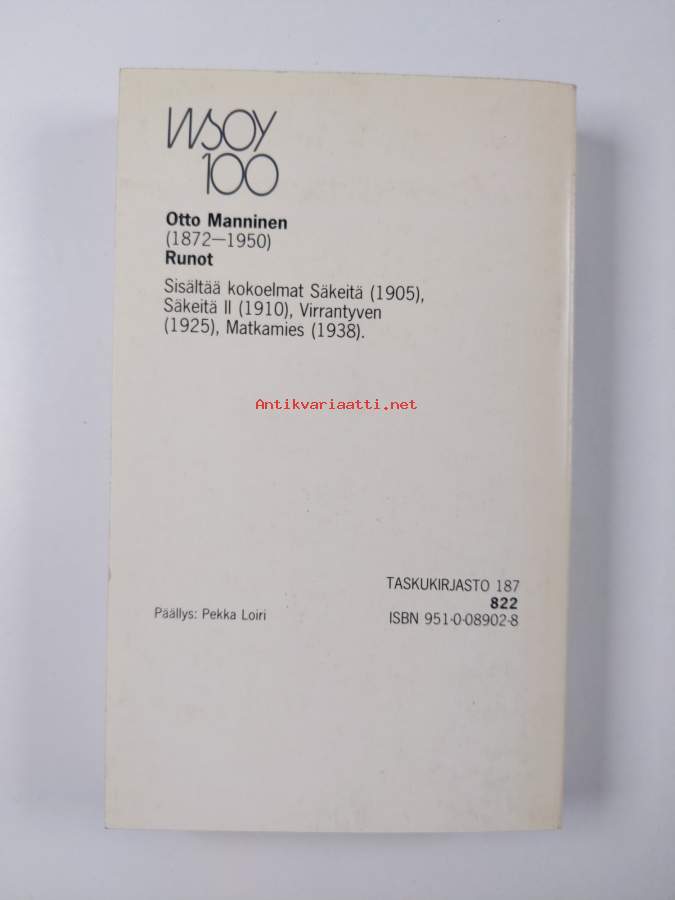 WSOY
100
Otto Manninen
(1872—1950)
Runot
Sisältää kokoelmat Säkeitä (1905),
Säkeitä II (1910), Virrantyven
(1925), Matkamies (1938).
Antikvariaatti.net
TASKUKIRJASTO 187
822
Päällys: Pekka Loiri
ISBN 951-0-08902-8